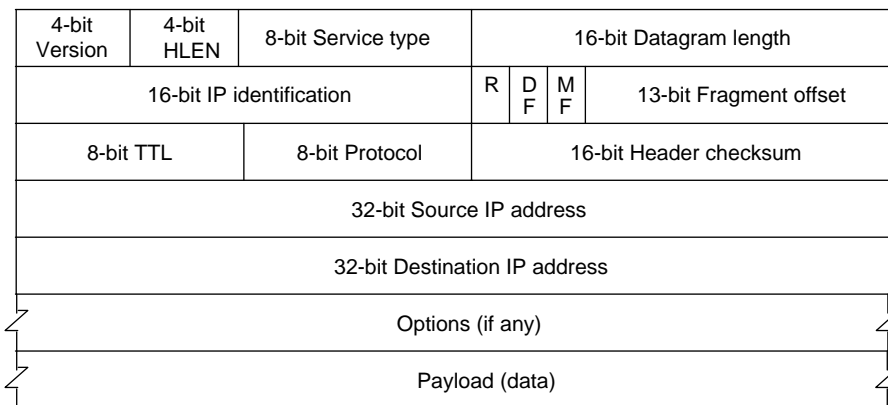 4-bit Version
4-bit HLEN
8-bit Service type
16-bit Datagram length
16-bit IP identification
R
D F
M F
13-bit Fragment offset
8-bit TTL
8-bit Protocol
16-bit Header checksum
32-bit Source IP address
32-bit Destination IP address
Options (if any)
Payload (data)